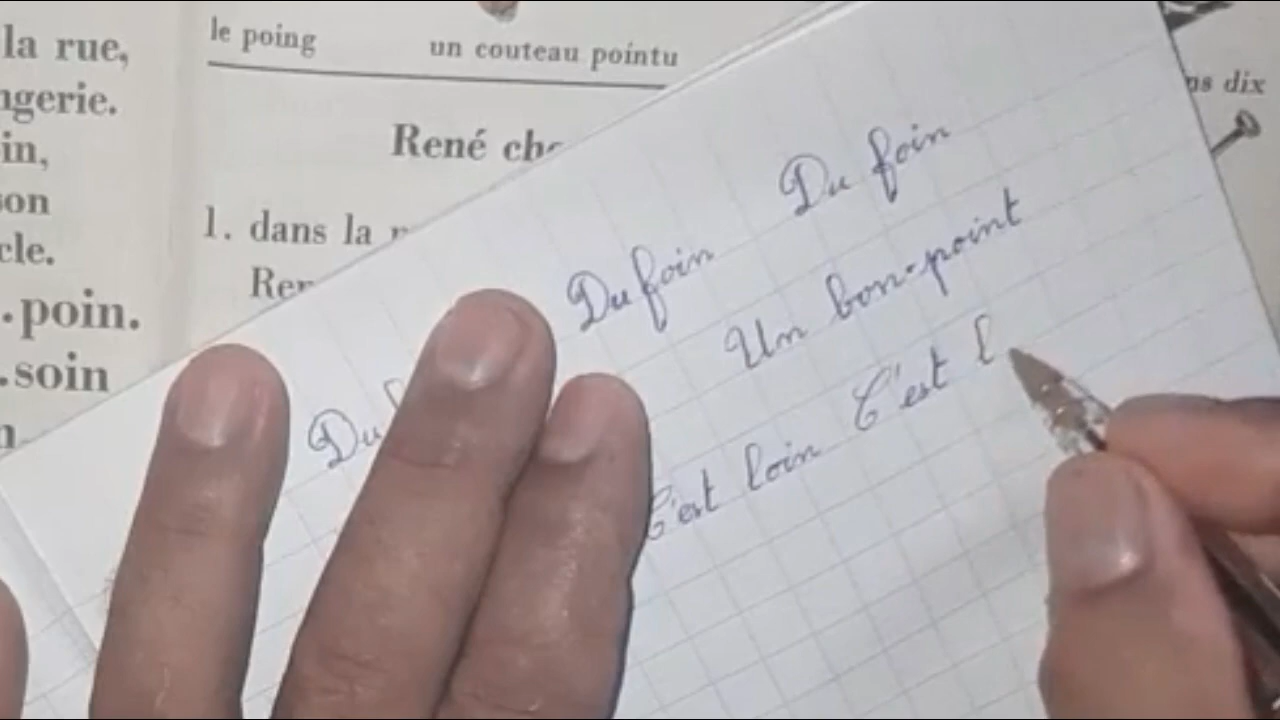 la rue,
ngerie.
in,
son
cle.
.poin.
.soin
n
le poing
un couteau pointu
René che
1. dans la
Ren
ns dix
Du Du foin Du foin
Un bon-point
C'est loin C'est l